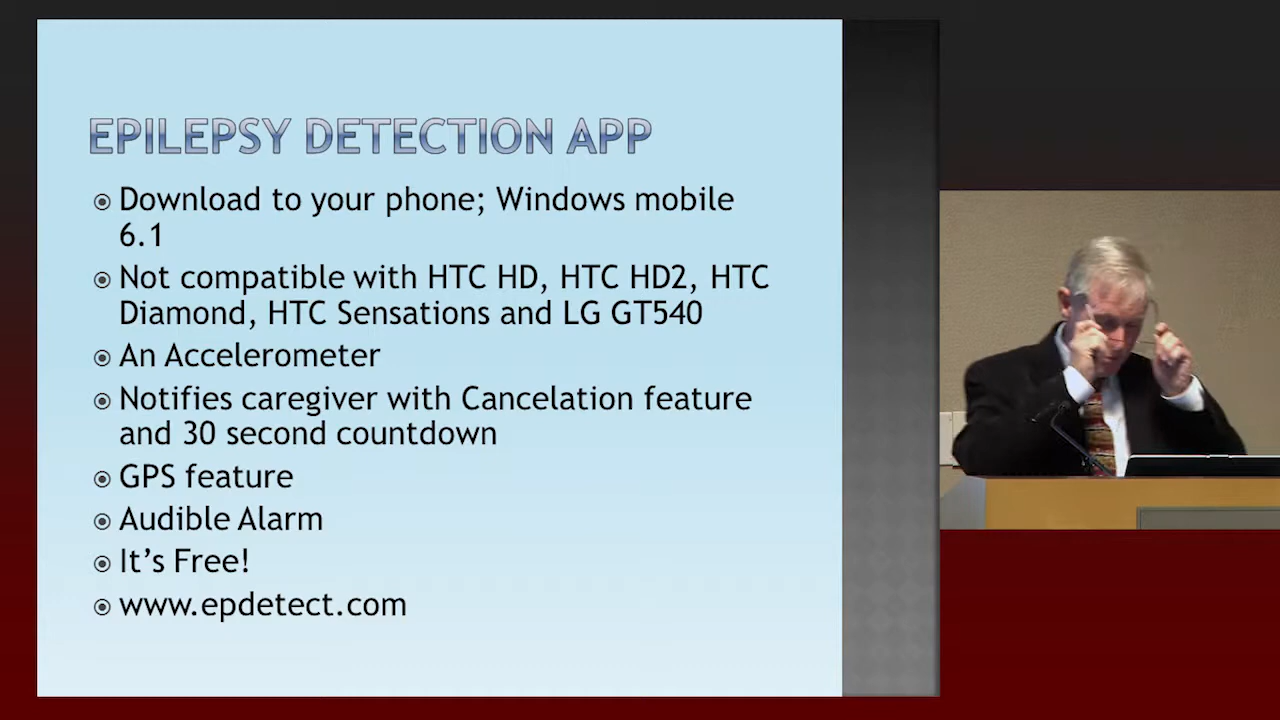 EPILEPSY DETECTION APP
Download to your phone; Windows mobile
6.1
Not compatible with HTC HD, HTC HD2, HTC
Diamond, HTC Sensations and LG GT540
An Accelerometer
Notifies caregiver with Cancelation feature
and 30 second countdown
GPS feature
Audible Alarm
It's Free!
www.epdetect.com